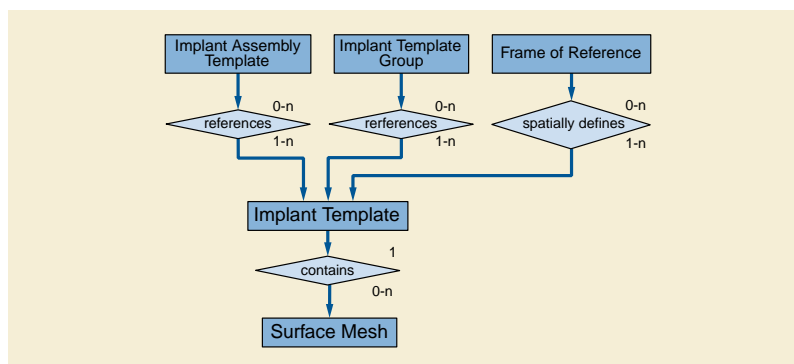 Implant Assembly
Template
Implant Template
Group
Frame of Reference
0-n
references
1-n
0-n
rerferences
1-n
0-n
spatially defines
1-n
Implant Template
1
contains
0-n
Surface Mesh